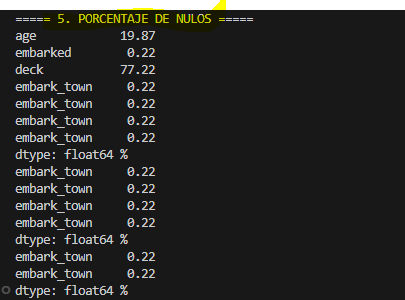 ===== 5. PORCENTAJE DE NULOS =====
age 19.87
embarked 0.22
deck 77.22
embark_town 0.22
embark_town 0.22
embark_town 0.22
embark_town 0.22
dtype: float64 %
embark_town 0.22
embark_town 0.22
embark_town 0.22
embark_town 0.22
dtype: float64 %
embark_town 0.22
embark_town 0.22
dtype: float64 %